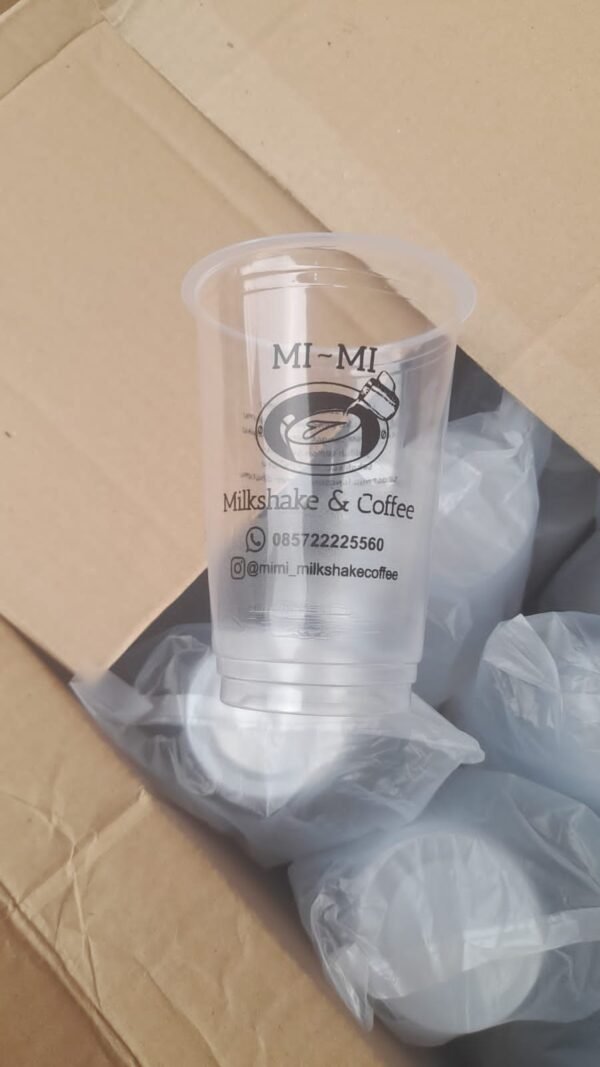 MI~MI
Milkshake & Coffee
085722225560
@mimi_milkshakecoffee